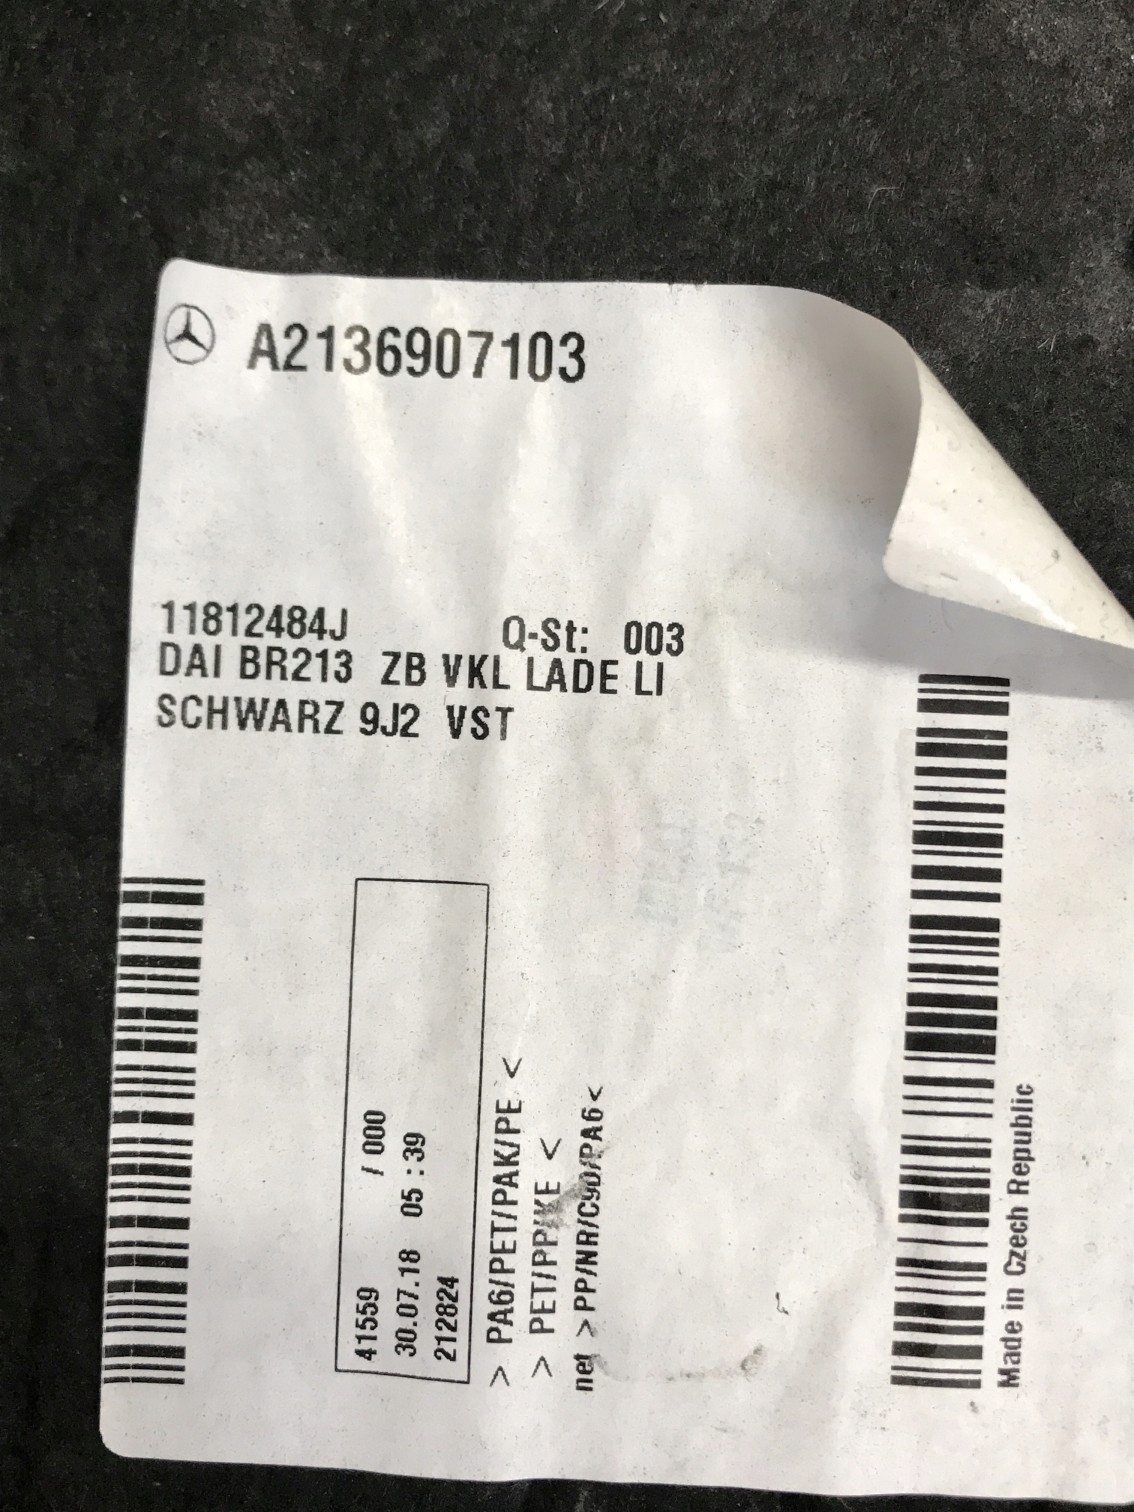 A2136907103
11812484J Q-St: 003
DAI BR213 ZB VKL LADE LI
SCHWARZ 9J2 VST
41559 / 000
30.07.18 05:39
212824
> PA6/PET/PAK/PE <
> PET/PP/KE <
net > PP/NR/C90/PA6 <
Made in Czech Republic